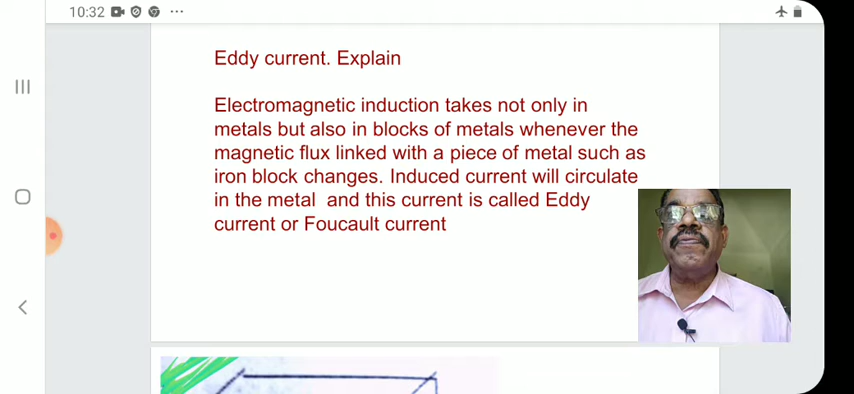 10:32
Eddy current. Explain
Electromagnetic induction takes not only in
metals but also in blocks of metals whenever the
magnetic flux linked with a piece of metal such as
iron block changes. Induced current will circulate
in the metal and this current is called Eddy
current or Foucault current